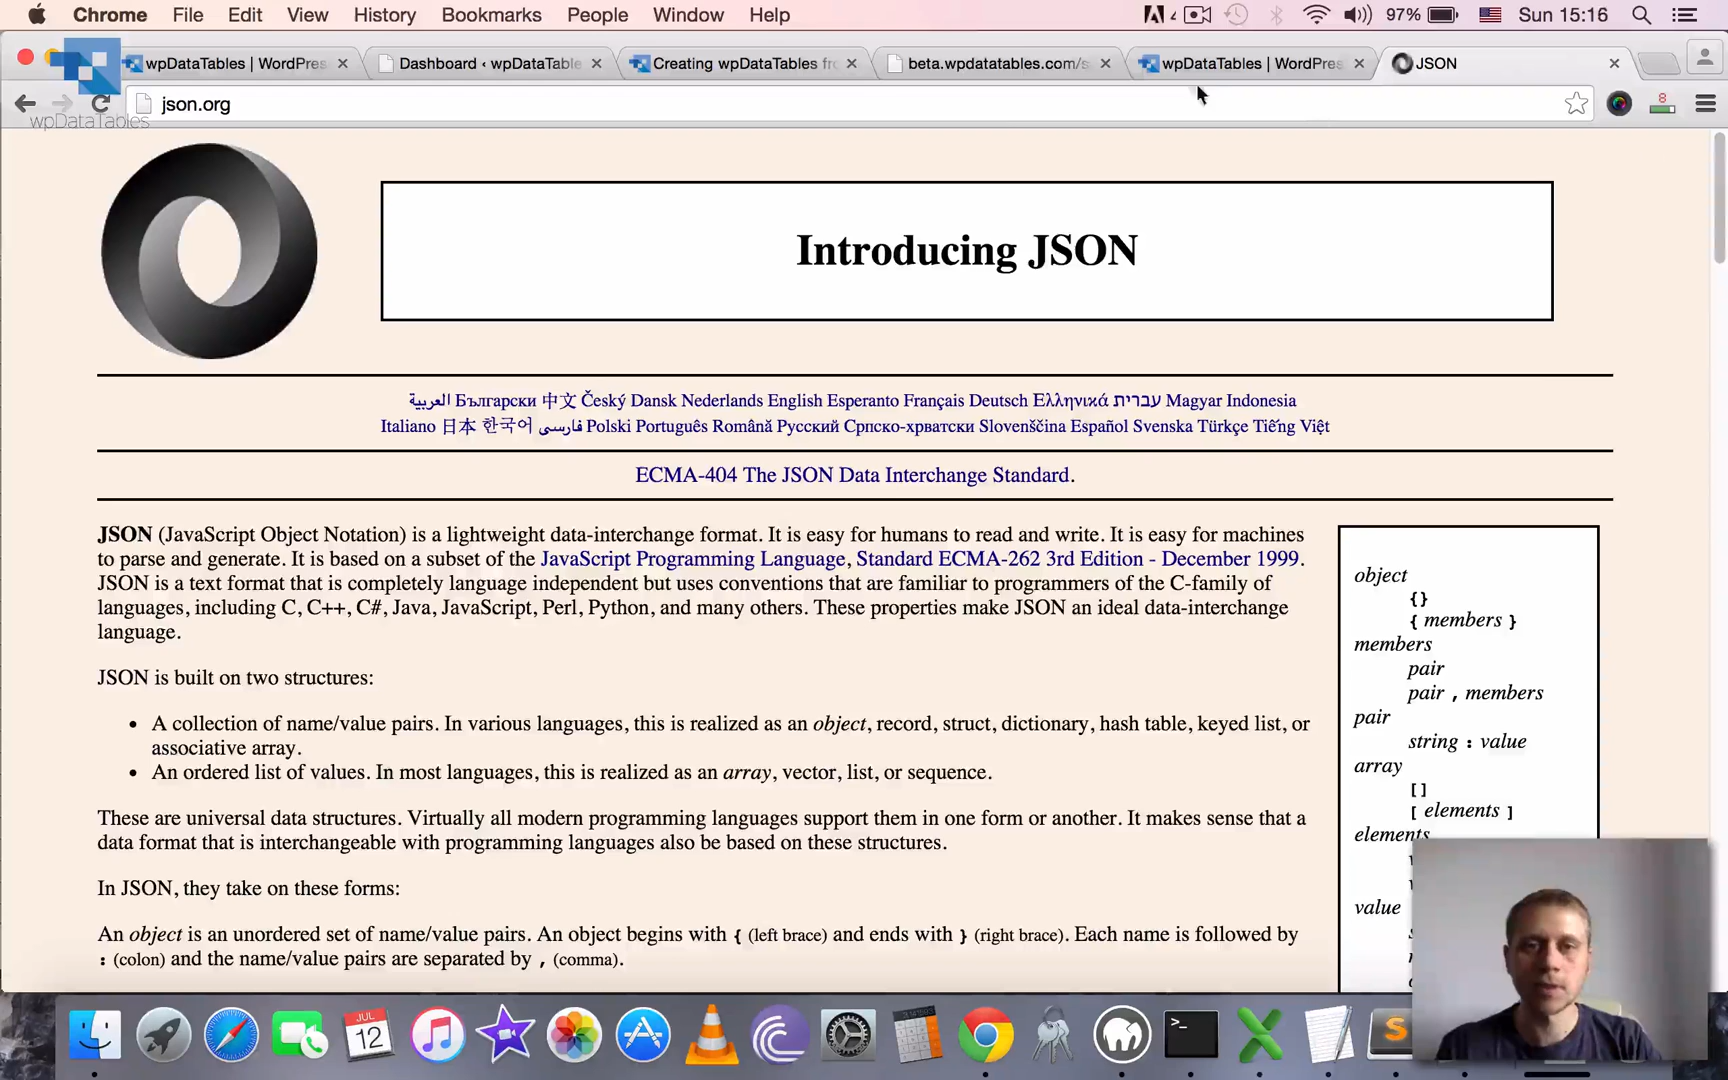 Chrome File Edit View History Bookmarks People Window Help 4 97% Sun 15:16
wpDataTables | WordPres Dashboard ‹ wpDataTable Creating wpDataTables fr beta.wpdatatables.com/s wpDataTables | WordPres JSON
json.org 8
wpDataTables
Introducing JSON
العربية Български 中文 Český Dansk Nederlands English Esperanto Français Deutsch Ελληνικά עברית Magyar Indonesia
Italiano 日本 한국어 فارسی Polski Português Română Русский Српско-хрватски Slovenščina Español Svenska Türkçe Tiếng Việt
ECMA-404 The JSON Data Interchange Standard.
JSON (JavaScript Object Notation) is a lightweight data-interchange format. It is easy for humans to read and write. It is easy for machines
to parse and generate. It is based on a subset of the JavaScript Programming Language, Standard ECMA-262 3rd Edition - December 1999.
JSON is a text format that is completely language independent but uses conventions that are familiar to programmers of the C-family of
languages, including C, C++, C#, Java, JavaScript, Perl, Python, and many others. These properties make JSON an ideal data-interchange
language.
JSON is built on two structures:
• A collection of name/value pairs. In various languages, this is realized as an object, record, struct, dictionary, hash table, keyed list, or
associative array.
• An ordered list of values. In most languages, this is realized as an array, vector, list, or sequence.
These are universal data structures. Virtually all modern programming languages support them in one form or another. It makes sense that a
data format that is interchangeable with programming languages also be based on these structures.
In JSON, they take on these forms:
An object is an unordered set of name/value pairs. An object begins with { (left brace) and ends with } (right brace). Each name is followed by
: (colon) and the name/value pairs are separated by , (comma).
object
{}
{ members }
members
pair
pair , members
pair
string : value
array
[]
[ elements ]
elements
value
JUL
12